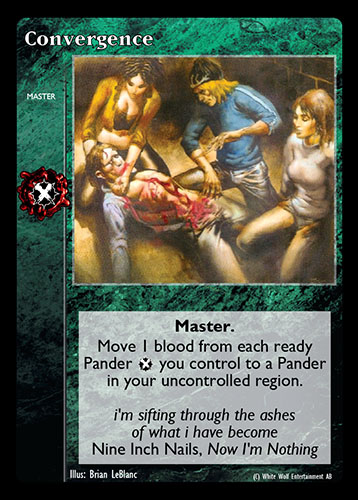 Convergence
MASTER
Master.
Move 1 blood from each ready
Pander you control to a Pander
in your uncontrolled region.
i'm sifting through the ashes
of what i have become
Nine Inch Nails, Now I'm Nothing
Illus: Brian LeBlanc
(C) White Wolf Entertainment AB